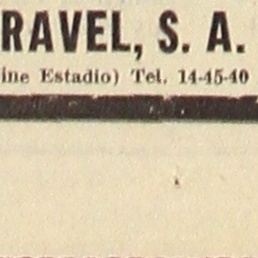 RAVEL, S. A.
ine Estadio) Tel. 14-45-40